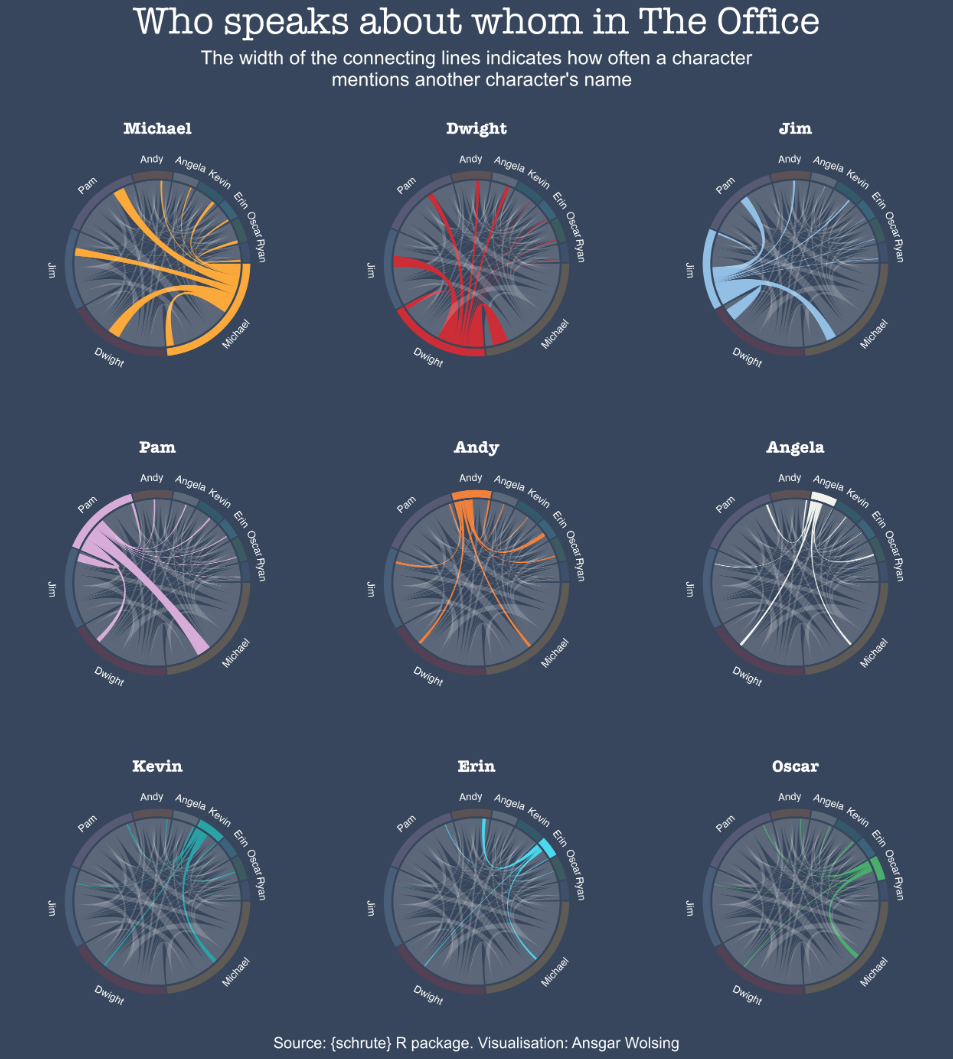 Who speaks about whom in The Office
The width of the connecting lines indicates how often a character
mentions another character's name
Michael
Andy
Angela
Kevin
Erin
Oscar
Ryan
Michael
Dwight
Jim
Pam
Dwight
Andy
Angela
Kevin
Erin
Oscar
Ryan
Michael
Dwight
Jim
Pam
Jim
Andy
Angela
Kevin
Erin
Oscar
Ryan
Michael
Dwight
Jim
Pam
Pam
Andy
Angela
Kevin
Erin
Oscar
Ryan
Michael
Dwight
Jim
Pam
Andy
Andy
Angela
Kevin
Erin
Oscar
Ryan
Michael
Dwight
Jim
Pam
Angela
Andy
Angela
Kevin
Erin
Oscar
Ryan
Michael
Dwight
Jim
Pam
Kevin
Andy
Angela
Kevin
Erin
Oscar
Ryan
Michael
Dwight
Jim
Pam
Erin
Andy
Angela
Kevin
Erin
Oscar
Ryan
Michael
Dwight
Jim
Pam
Oscar
Andy
Angela
Kevin
Erin
Oscar
Ryan
Michael
Dwight
Jim
Pam
Source: {schrute} R package. Visualisation: Ansgar Wolsing